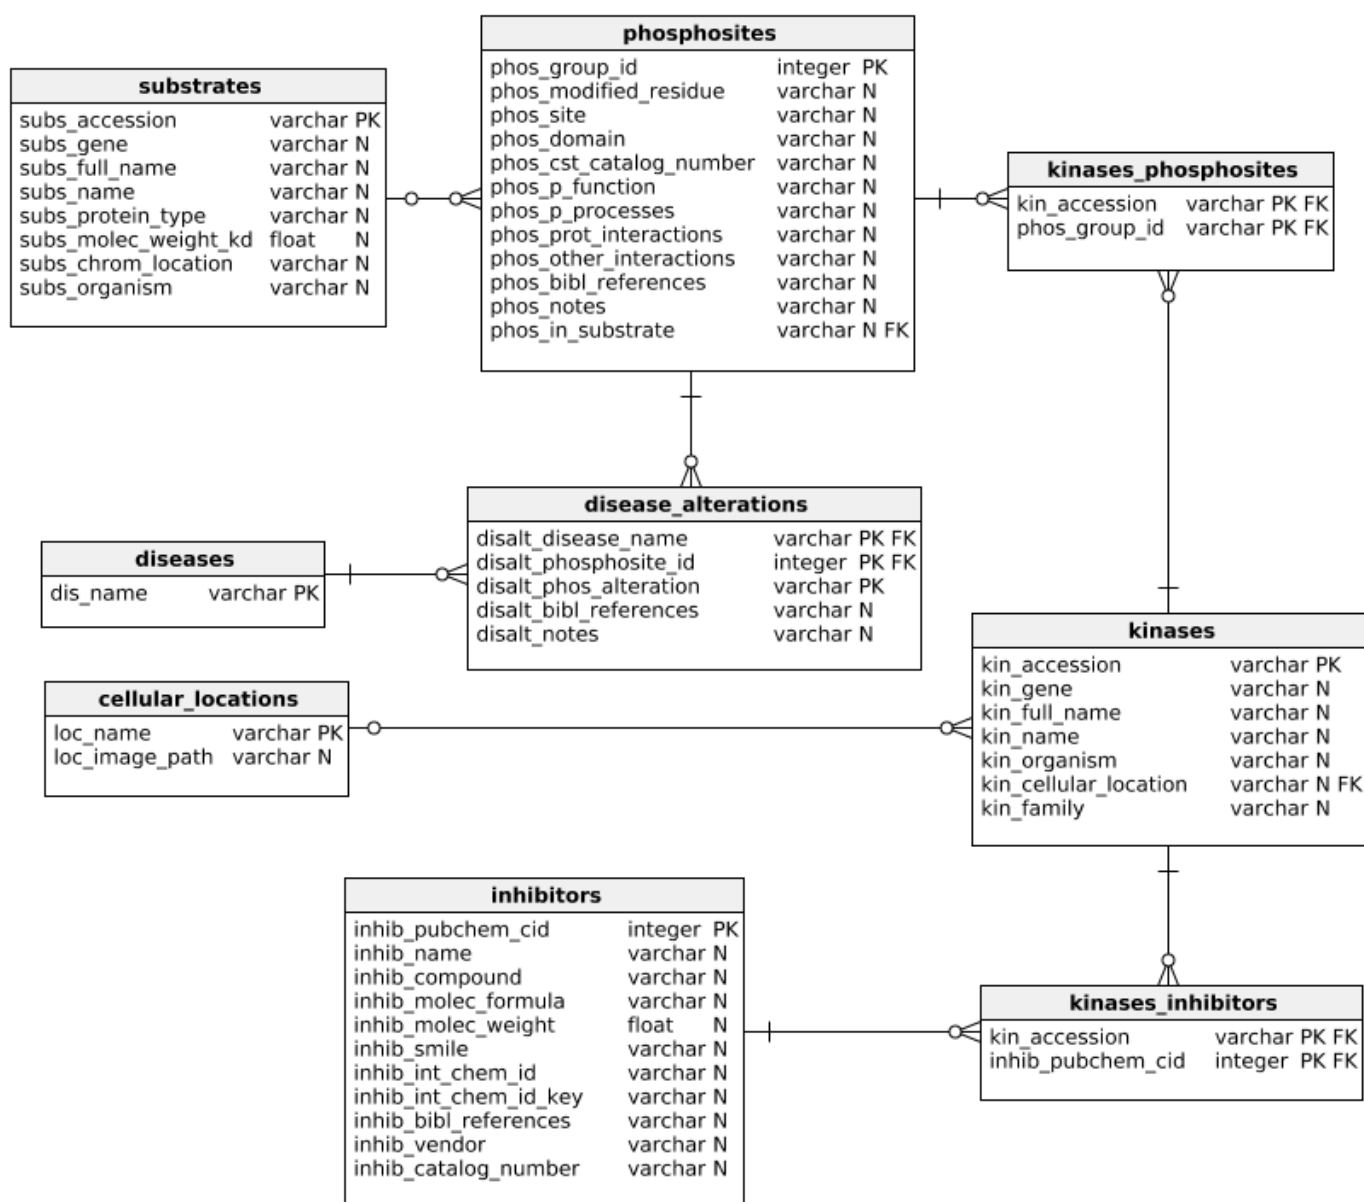 substrates
subs_accession varchar PK
subs_gene varchar N
subs_full_name varchar N
subs_name varchar N
subs_protein_type varchar N
subs_molec_weight_kd float N
subs_chrom_location varchar N
subs_organism varchar N
phosphosites
phos_group_id integer PK
phos_modified_residue varchar N
phos_site varchar N
phos_domain varchar N
phos_cst_catalog_number varchar N
phos_p_function varchar N
phos_p_processes varchar N
phos_prot_interactions varchar N
phos_other_interactions varchar N
phos_bibl_references varchar N
phos_notes varchar N
phos_in_substrate varchar N FK
kinases_phosphosites
kin_accession varchar PK FK
phos_group_id varchar PK FK
disease_alterations
disalt_disease_name varchar PK FK
disalt_phosphosite_id integer PK FK
disalt_phos_alteration varchar PK
disalt_bibl_references varchar N
disalt_notes varchar N
diseases
dis_name varchar PK
cellular_locations
loc_name varchar PK
loc_image_path varchar N
kinases
kin_accession varchar PK
kin_gene varchar N
kin_full_name varchar N
kin_name varchar N
kin_organism varchar N
kin_cellular_location varchar N FK
kin_family varchar N
inhibitors
inhib_pubchem_cid integer PK
inhib_name varchar N
inhib_compound varchar N
inhib_molec_formula varchar N
inhib_molec_weight float N
inhib_smile varchar N
inhib_int_chem_id varchar N
inhib_int_chem_id_key varchar N
inhib_bibl_references varchar N
inhib_vendor varchar N
inhib_catalog_number varchar N
kinases_inhibitors
kin_accession varchar PK FK
inhib_pubchem_cid integer PK FK